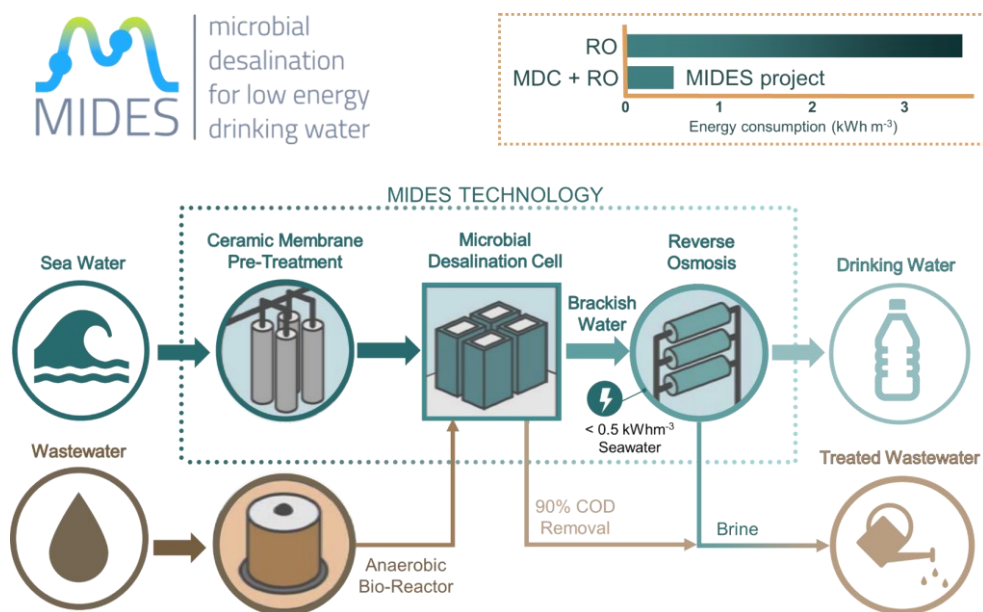 MIDES
microbial
desalination
for low energy
drinking water
RO
MDC + RO
MIDES project
0 1 2 3
Energy consumption (kWh m⁻³)
MIDES TECHNOLOGY
Sea Water
Ceramic Membrane
Pre-Treatment
Microbial
Desalination Cell
Brackish
Water
Reverse
Osmosis
Drinking Water
< 0.5 kWhm⁻³
Seawater
Wastewater
Anaerobic
Bio-Reactor
90% COD
Removal
Brine
Treated Wastewater